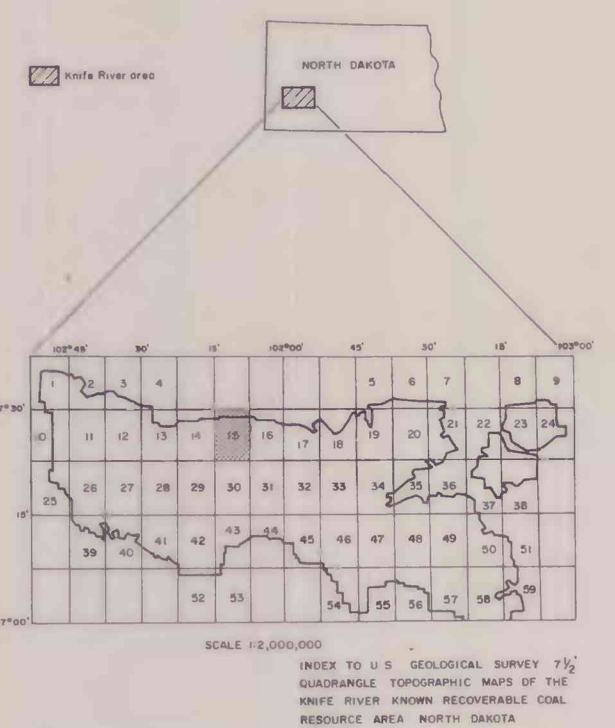 NORTH DAKOTA
Knife River area
102°45' 30' 15' 102°00' 45' 30' 15' 103°00'
1 2 3 4 5 6 7 8 9
7°30'
0 11 12 13 14 15 16 17 18 19 20 21 22 23 24
25 26 27 28 29 30 31 32 33 34 35 36 37 38
15'
39 40 41 42 43 44 45 46 47 48 49 50 51
52 53 54 55 56 57 58 59
7°00'
SCALE 1:2,000,000
INDEX TO U S GEOLOGICAL SURVEY 7½'
QUADRANGLE TOPOGRAPHIC MAPS OF THE
KNIFE RIVER KNOWN RECOVERABLE COAL
RESOURCE AREA NORTH DAKOTA